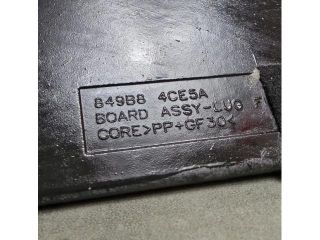 849B8 4CE5A
BOARD ASSY-LUG F
CORE>PP+GF30<